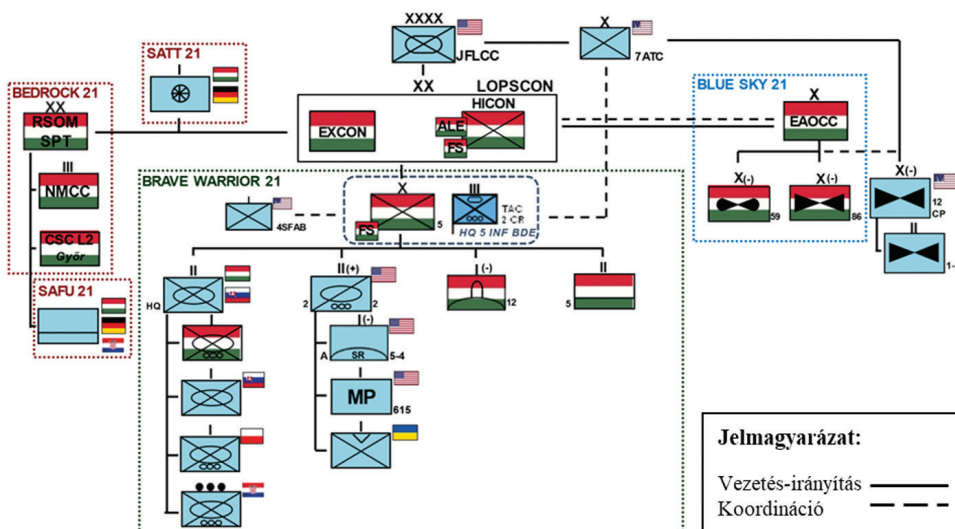 XXXX
JFLCC
X
7ATC
SATT 21
XX
LOPSCON
BEDROCK 21
XX
RSOM
SPT
EXCON
HICON
ALE
FS
BLUE SKY 21
X
EAOCC
III
NMCC
CSC L2
Győr
SAFU 21
BRAVE WARRIOR 21
4SFAB
X
FS
5
III
TAC
2 CR
HQ 5 INF BDE
X(-)
59
X(-)
86
X(-)
12
CP
II
1-
II
HQ
II(+)
2
2
I(-)
12
II
5
I
(-)
A
SR
5-4
I
I
MP
615
I
I
Jelmagyarázat:
Vezetés-irányítás
Koordináció